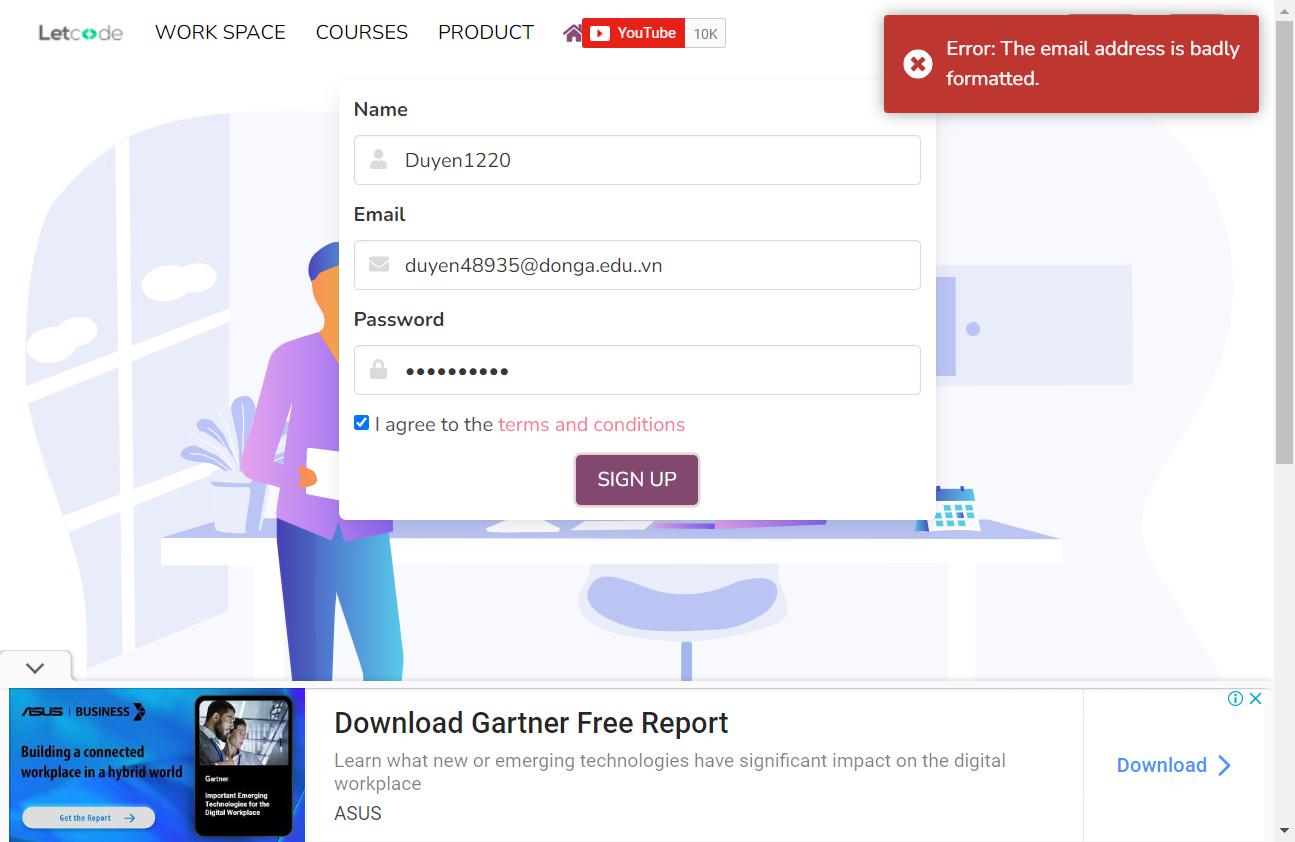 Letcode WORK SPACE COURSES PRODUCT YouTube 10K
Error: The email address is badly
formatted.
Name
Duyen1220
Email
duyen48935@donga.edu..vn
Password
••••••••••
I agree to the terms and conditions
SIGN UP
ASUS BUSINESS
Building a connected
workplace in a hybrid world
Get the Report
Gartner.
Important Emerging
Technologies for the
Digital Workplace
Download Gartner Free Report
Learn what new or emerging technologies have significant impact on the digital
workplace
ASUS
Download